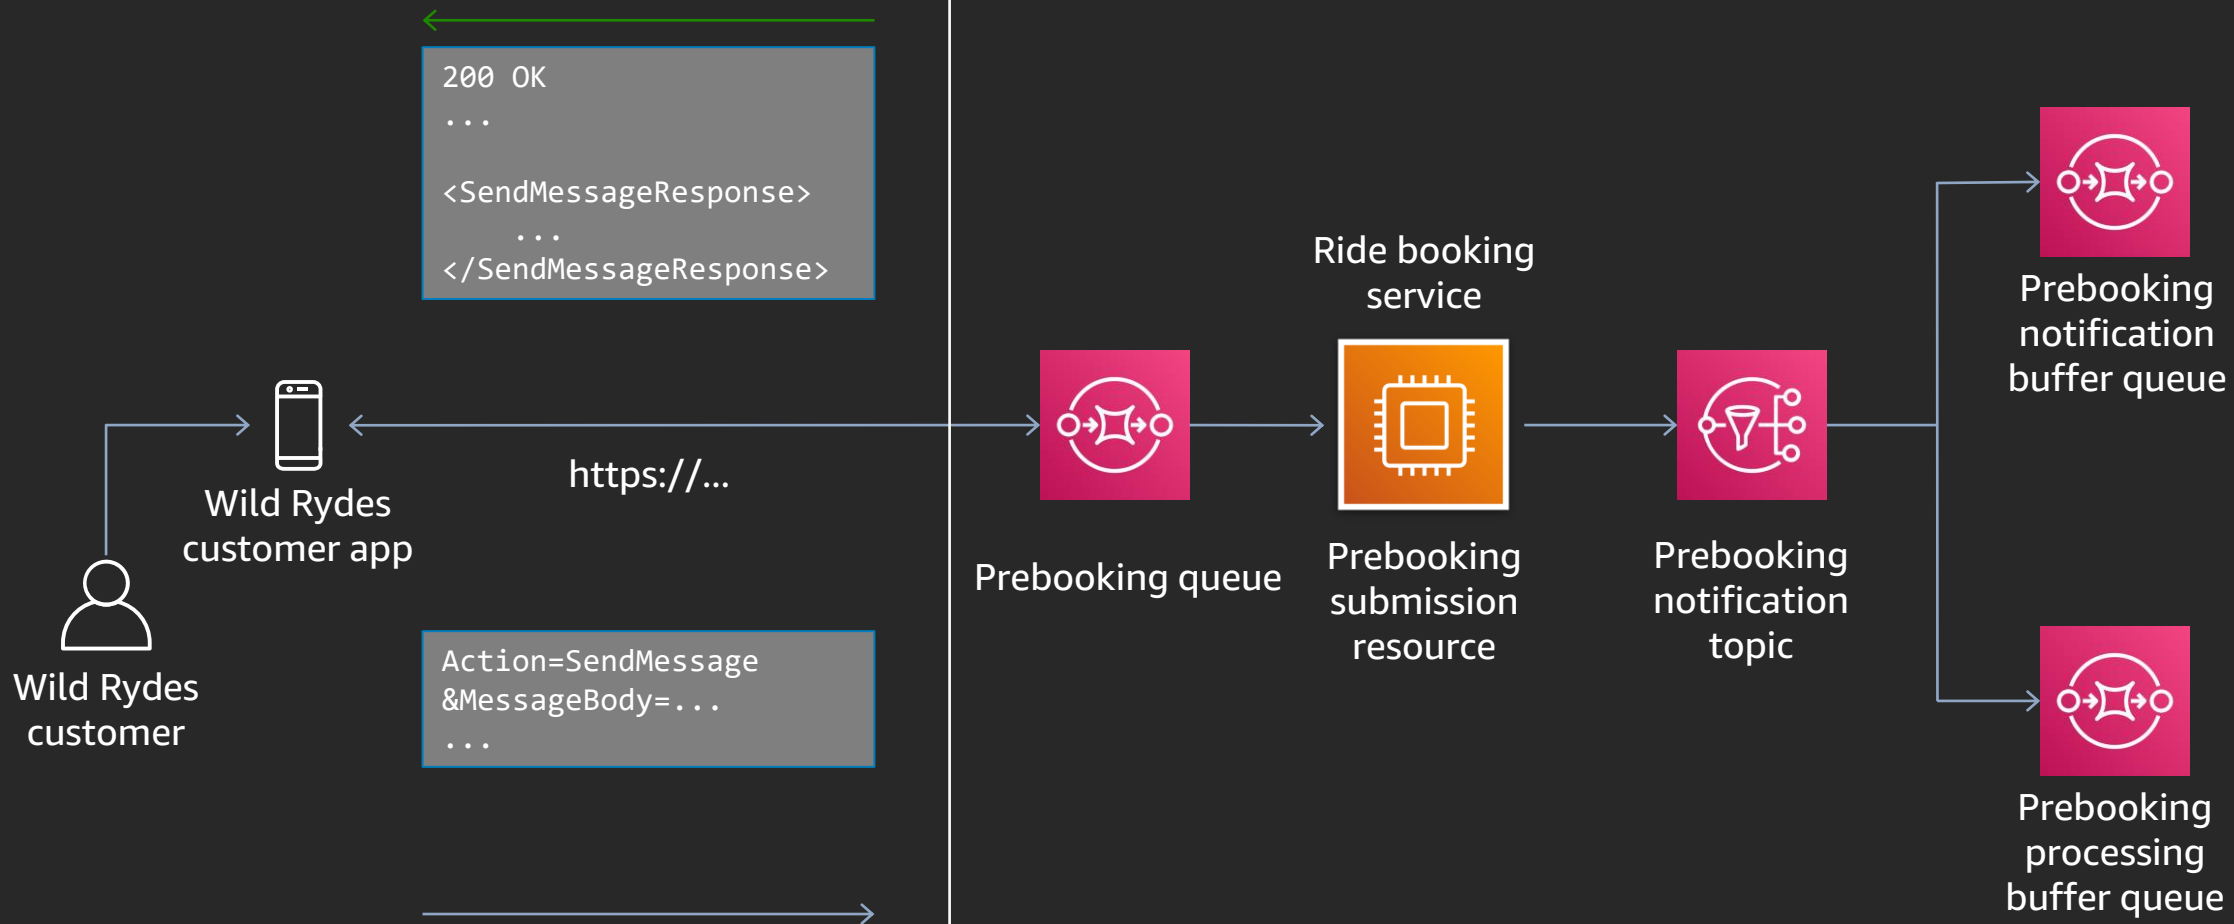 200 OK
...
<SendMessageResponse>
...
</SendMessageResponse>
Wild Rydes
customer app
Wild Rydes
customer
https://...
Action=SendMessage
&MessageBody=...
...
Prebooking queue
Ride booking
service
Prebooking
submission
resource
Prebooking
notification
topic
Prebooking
notification
buffer queue
Prebooking
processing
buffer queue